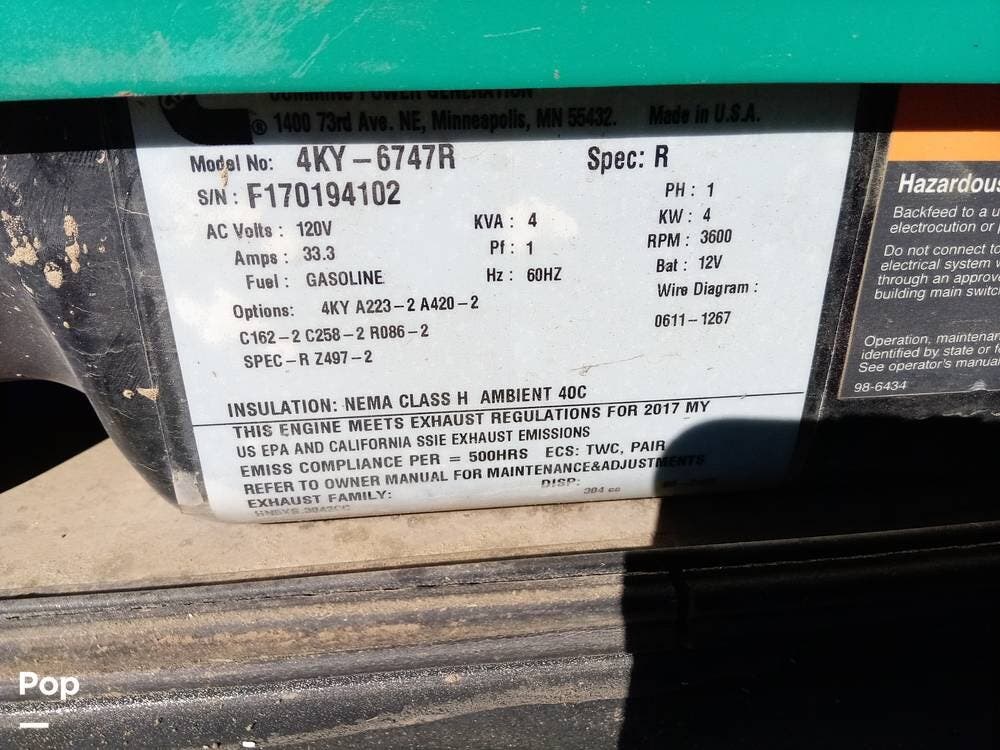 CUMMINS POWER GENERATION
® 1400 73rd Ave. NE, Minneapolis, MN 55432. Made in U.S.A.
Model No: 4KY-6747R Spec: R
S/N: F170194102 PH: 1
AC Volts: 120V KVA: 4 KW: 4
Amps: 33.3 Pf: 1 RPM: 3600
Fuel: GASOLINE Hz: 60HZ Bat: 12V
Options: 4KY A223-2 A420-2 Wire Diagram:
C162-2 C258-2 R086-2 0611-1267
SPEC-R Z497-2
INSULATION: NEMA CLASS H AMBIENT 40C
THIS ENGINE MEETS EXHAUST REGULATIONS FOR 2017 MY
US EPA AND CALIFORNIA SSIE EXHAUST EMISSIONS
EMISS COMPLIANCE PER = 500HRS ECS: TWC, PAIR
REFER TO OWNER MANUAL FOR MAINTENANCE&ADJUSTMENTS
EXHAUST FAMILY: DISP:
304 cc
Hazardous
Backfeed to a u
electrocution or
Do not connect to
electrical system
through an approve
building main switc
Operation, maintenan
identified by state or f
See operator's manua
98-6434
Pop